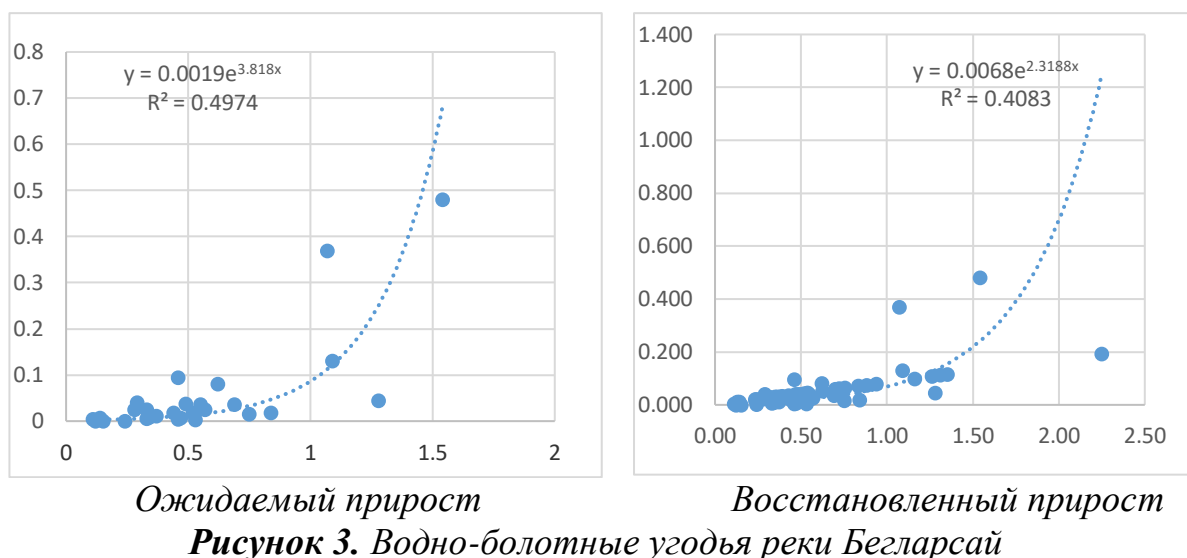 0.8
0.7
0.6
0.5
0.4
0.3
0.2
0.1
0
y = 0.0019e^3.818x
R² = 0.4974
0 0.5 1 1.5 2
1.400
1.200
1.000
0.800
0.600
0.400
0.200
0.000
y = 0.0068e^2.3188x
R² = 0.4083
0.00 0.50 1.00 1.50 2.00 2.50
Ожидаемый прирост Восстановленный прирост
Рисунок 3. Водно-болотные угодья реки Бегларсай